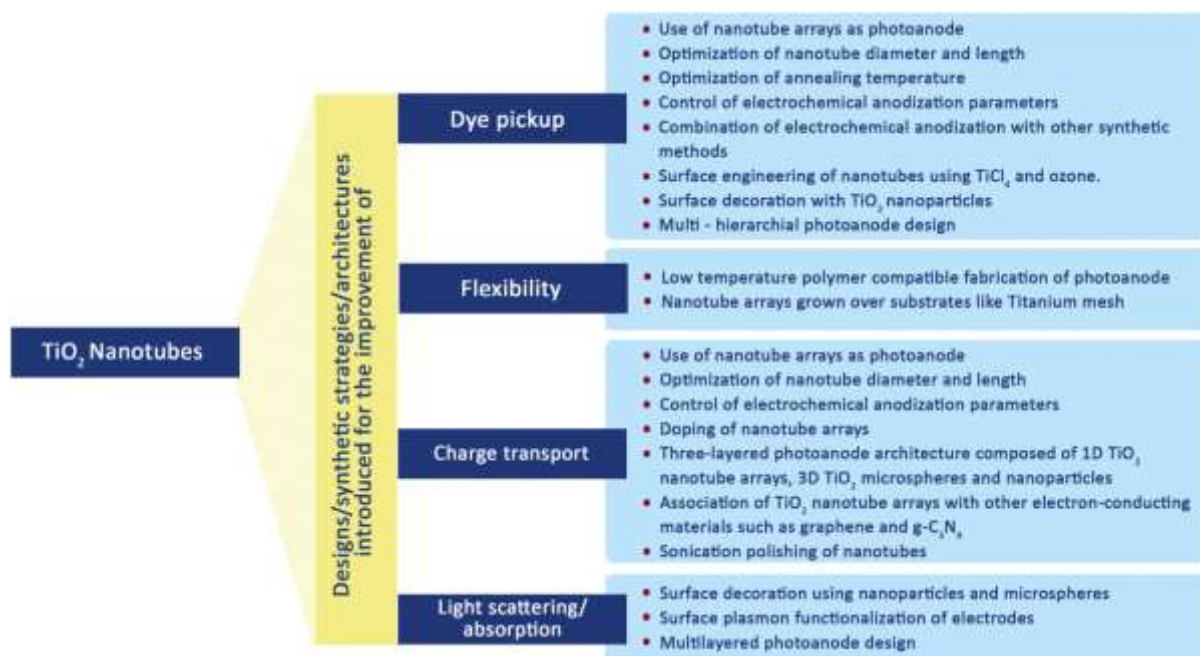 TiO₂ Nanotubes
Designs/synthetic strategies/architectures
introduced for the improvement of
Dye pickup
• Use of nanotube arrays as photoanode
• Optimization of nanotube diameter and length
• Optimization of annealing temperature
• Control of electrochemical anodization parameters
• Combination of electrochemical anodization with other synthetic
methods
• Surface engineering of nanotubes using TiCl₄ and ozone.
• Surface decoration with TiO₂ nanoparticles
• Multi - hierarchial photoanode design
Flexibility
• Low temperature polymer compatible fabrication of photoanode
• Nanotube arrays grown over substrates like Titanium mesh
Charge transport
• Use of nanotube arrays as photoanode
• Optimization of nanotube diameter and length
• Control of electrochemical anodization parameters
• Doping of nanotube arrays
• Three-layered photoanode architecture composed of 1D TiO₂
nanotube arrays, 3D TiO₂ microspheres and nanoparticles
• Association of TiO₂ nanotube arrays with other electron-conducting
materials such as graphene and g-C₃N₄
• Sonication polishing of nanotubes
Light scattering/
absorption
• Surface decoration using nanoparticles and microspheres
• Surface plasmon functionalization of electrodes
• Multilayered photoanode design